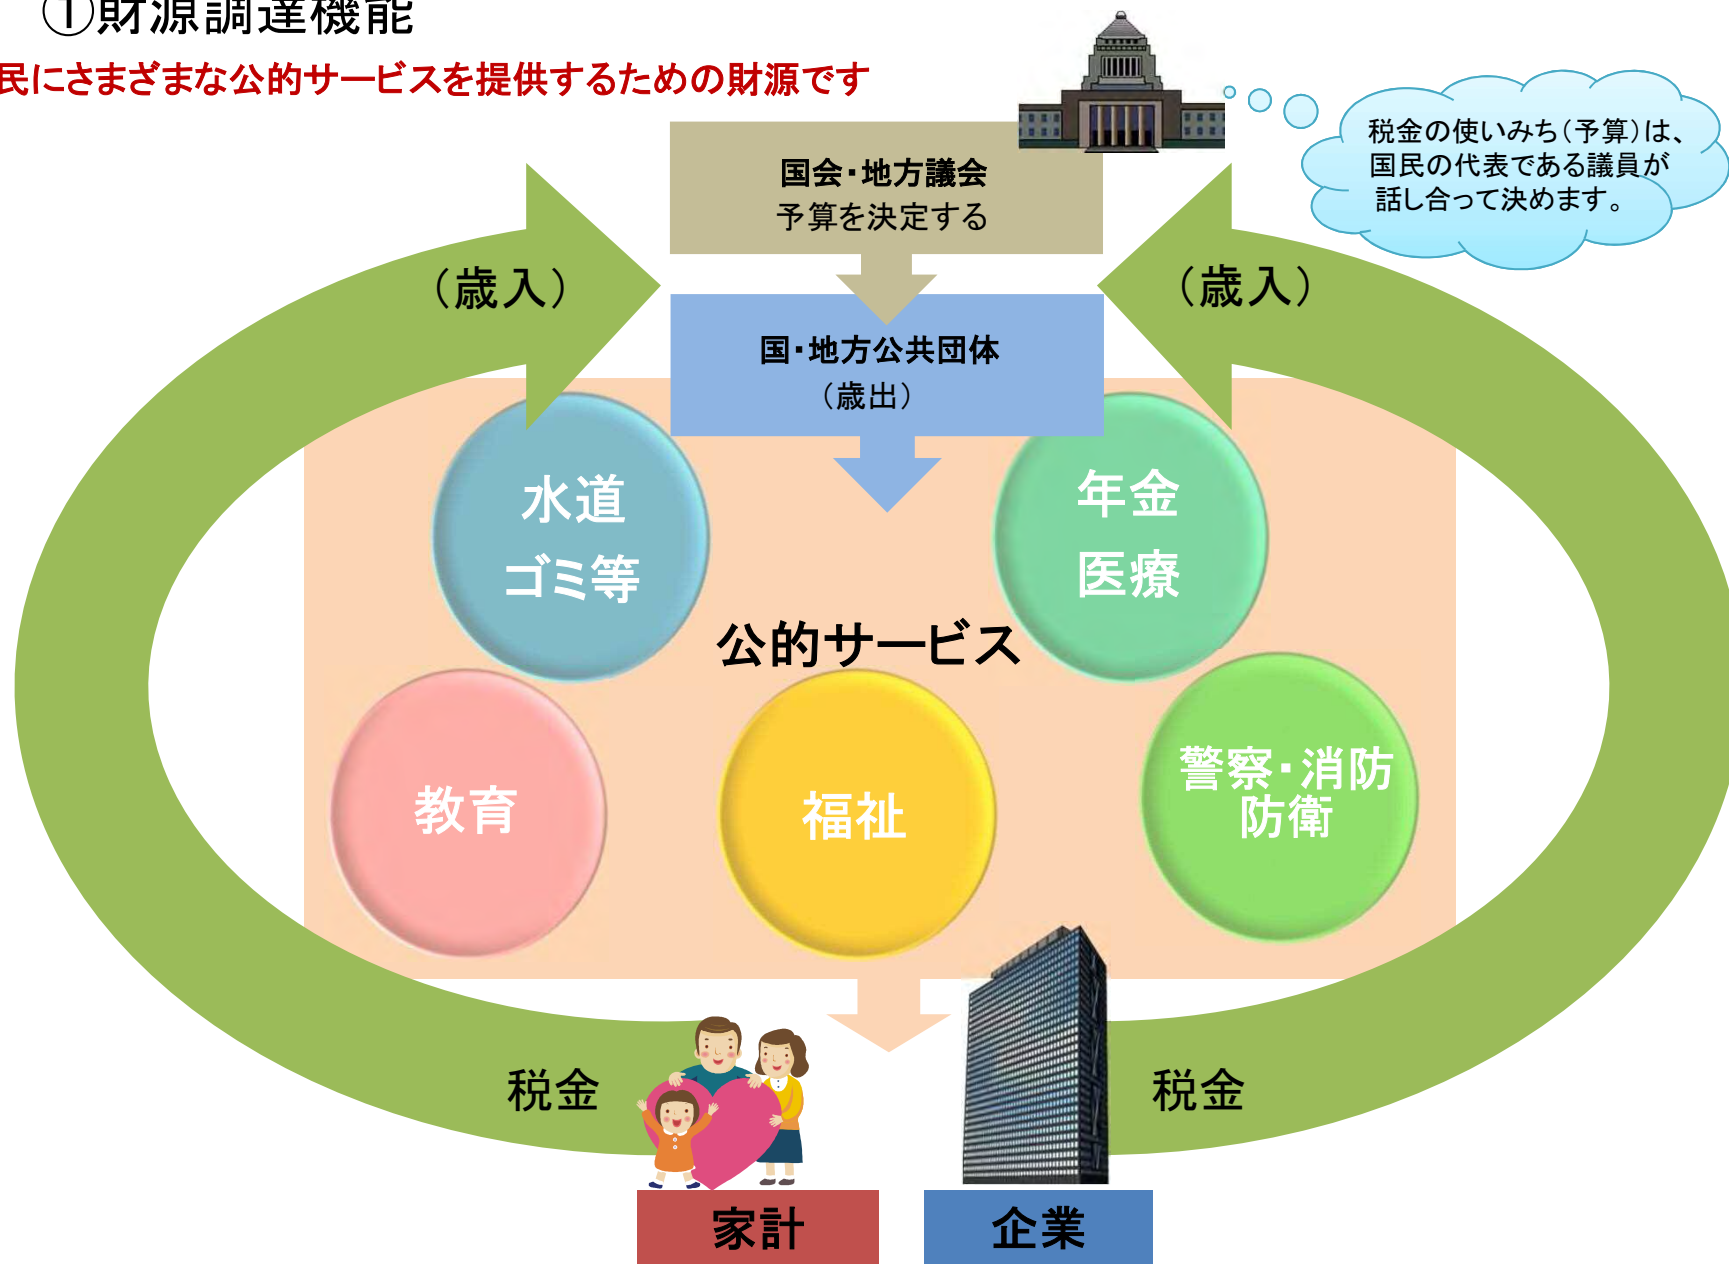 ①財源調達機能
民にさまざまな公的サービスを提供するための財源です
税金の使いみち(予算)は、
国民の代表である議員が
話し合って決めます。
国会・地方議会
予算を決定する
(歳入)
(歳入)
国・地方公共団体
(歳出)
水道
ゴミ等
年金
医療
公的サービス
教育
福祉
警察・消防
防衛
税金
税金
家計
企業